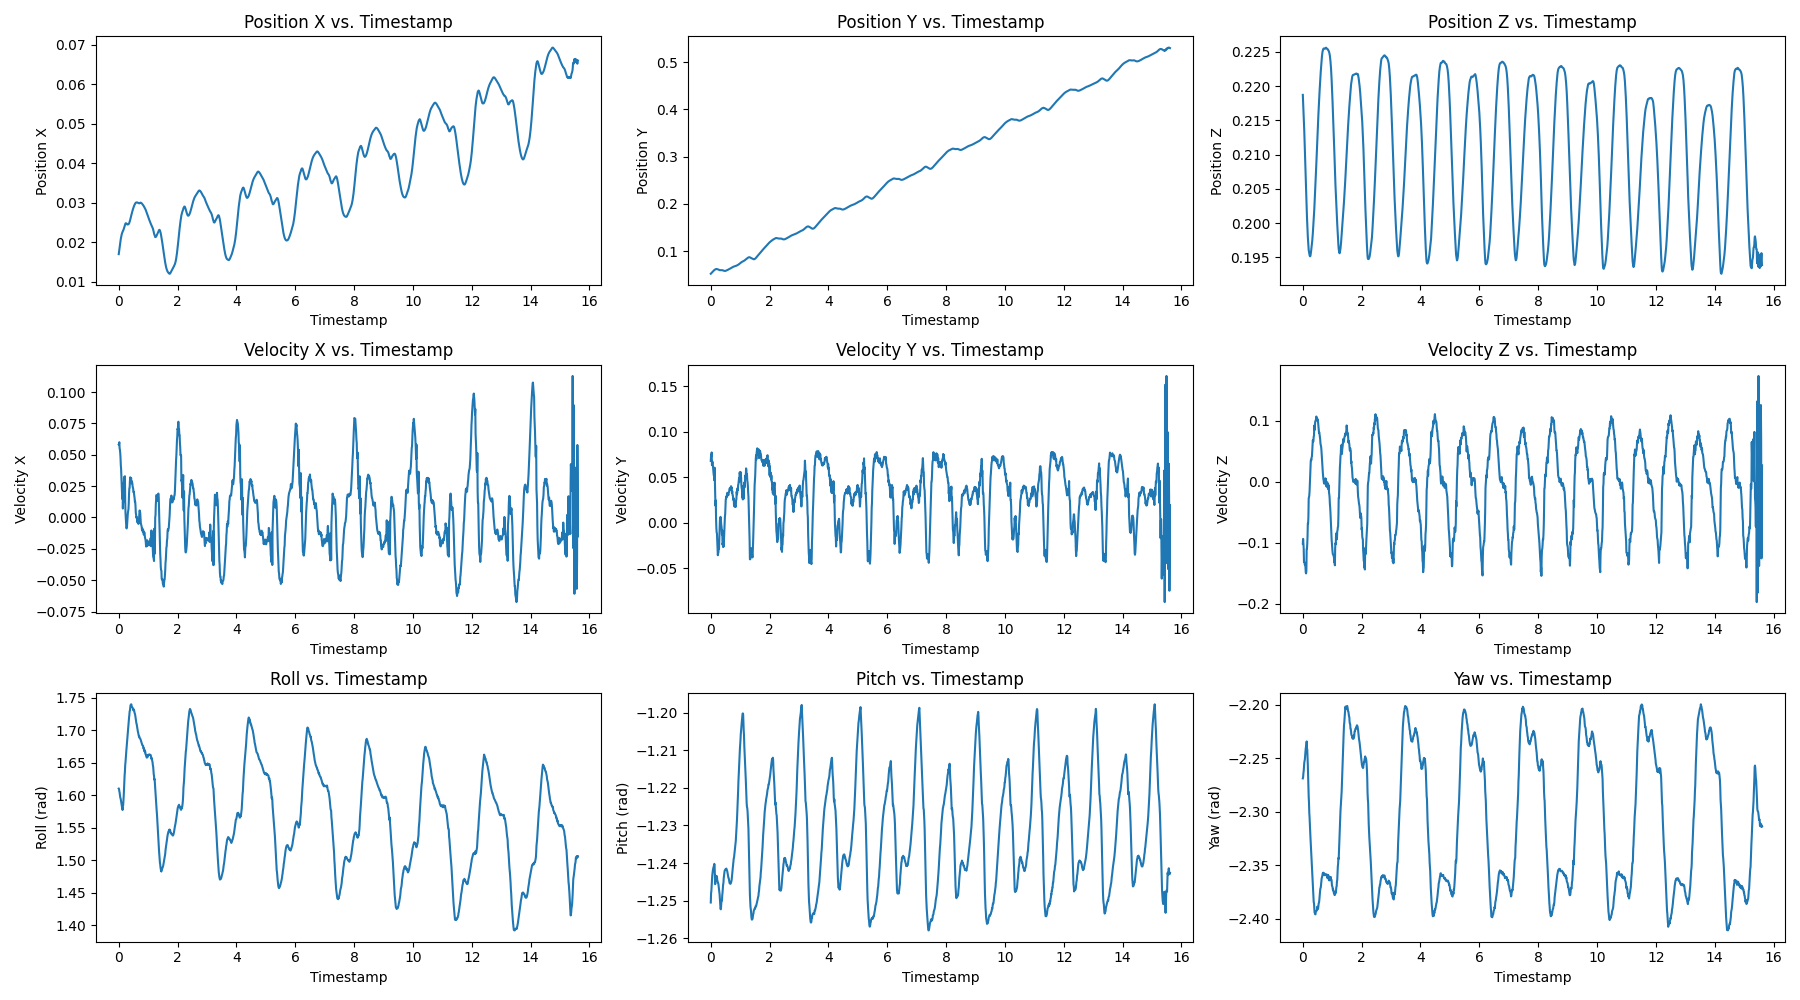 Position X vs. Timestamp
Position X
0.07
0.06
0.05
0.04
0.03
0.02
0.01
0 2 4 6 8 10 12 14 16
Timestamp
Position Y vs. Timestamp
Position Y
0.5
0.4
0.3
0.2
0.1
0 2 4 6 8 10 12 14 16
Timestamp
Position Z vs. Timestamp
Position Z
0.225
0.220
0.215
0.210
0.205
0.200
0.195
0 2 4 6 8 10 12 14 16
Timestamp
Velocity X vs. Timestamp
Velocity X
0.100
0.075
0.050
0.025
0.000
−0.025
−0.050
−0.075
0 2 4 6 8 10 12 14 16
Timestamp
Velocity Y vs. Timestamp
Velocity Y
0.15
0.10
0.05
0.00
−0.05
0 2 4 6 8 10 12 14 16
Timestamp
Velocity Z vs. Timestamp
Velocity Z
0.1
0.0
−0.1
−0.2
0 2 4 6 8 10 12 14 16
Timestamp
Roll vs. Timestamp
Roll (rad)
1.75
1.70
1.65
1.60
1.55
1.50
1.45
1.40
0 2 4 6 8 10 12 14 16
Timestamp
Pitch vs. Timestamp
Pitch (rad)
−1.20
−1.21
−1.22
−1.23
−1.24
−1.25
−1.26
0 2 4 6 8 10 12 14 16
Timestamp
Yaw vs. Timestamp
Yaw (rad)
−2.20
−2.25
−2.30
−2.35
−2.40
0 2 4 6 8 10 12 14 16
Timestamp